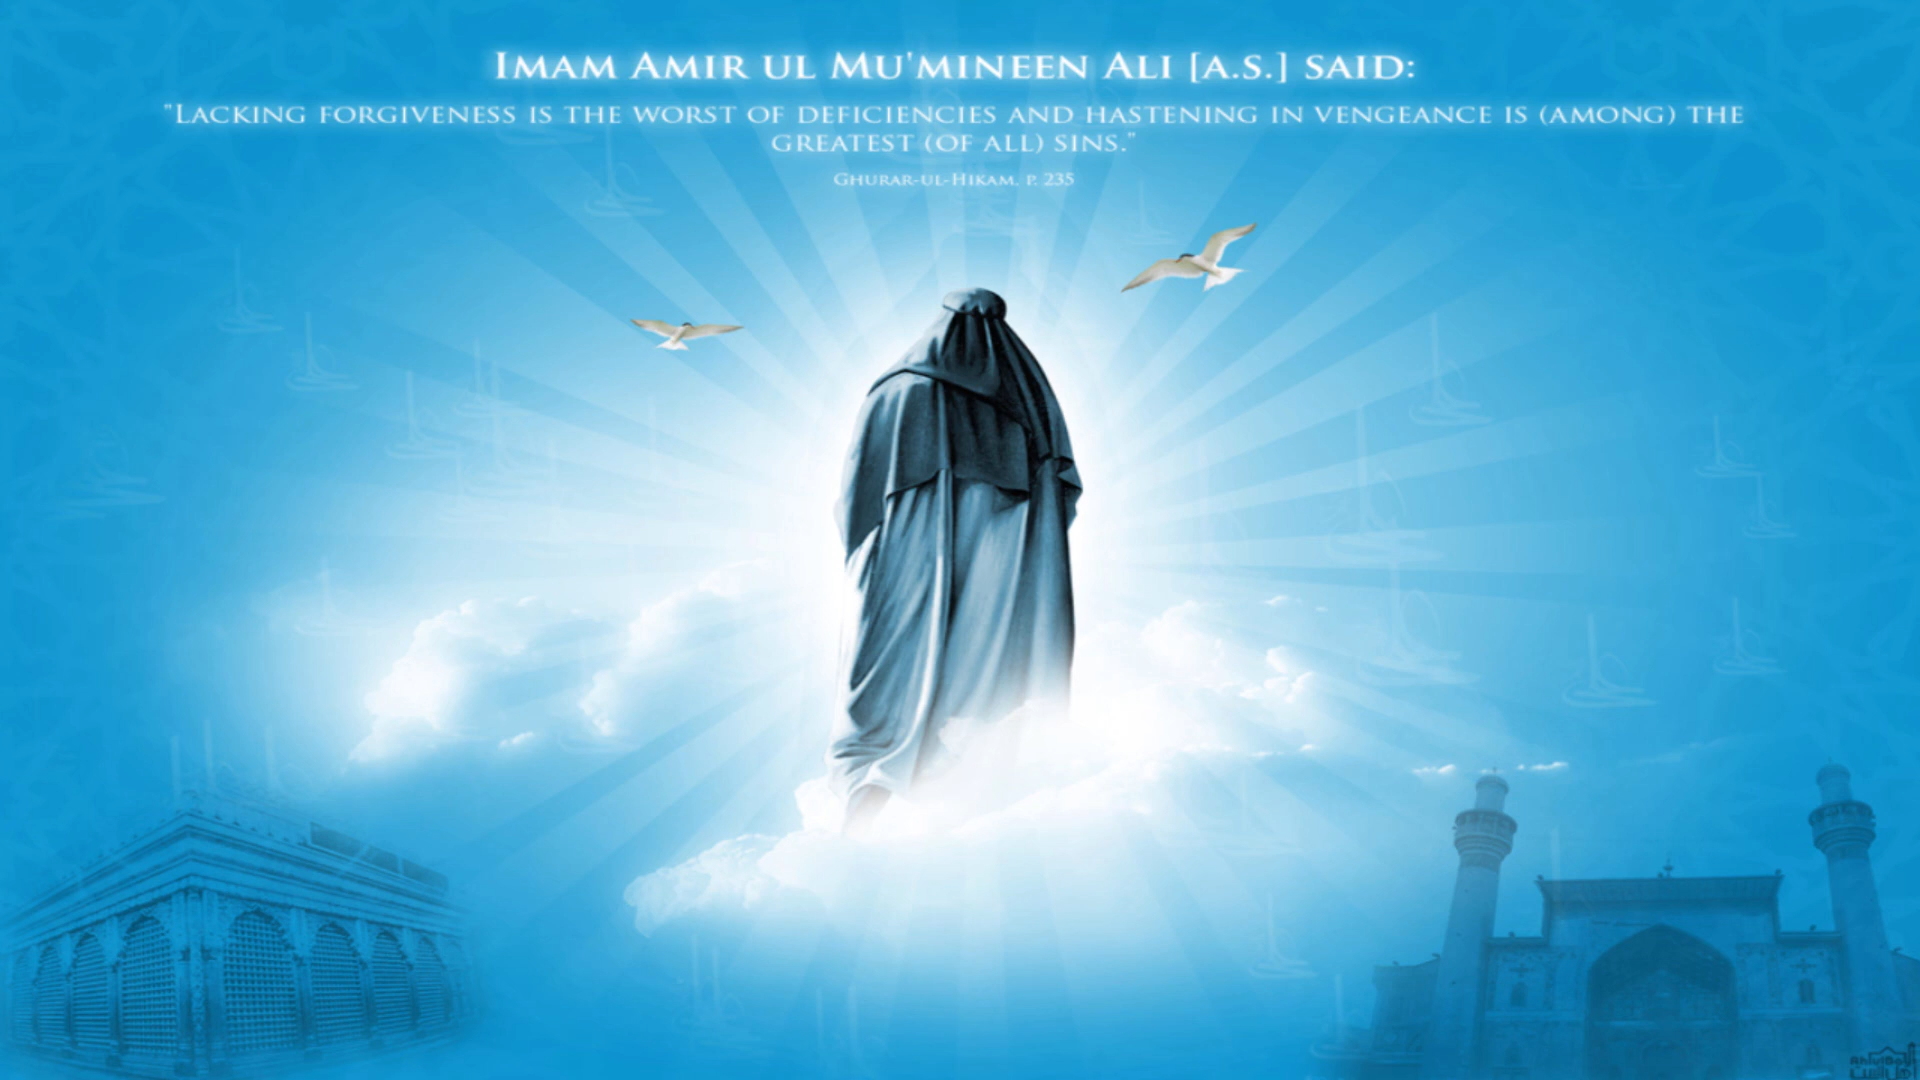 Imam Amir ul Mu'mineen Ali [a.s.] said:
"Lacking forgiveness is the worst of deficiencies and hastening in vengeance is (among) the
greatest (of all) sins."
Ghurar-ul-Hikam, p. 235